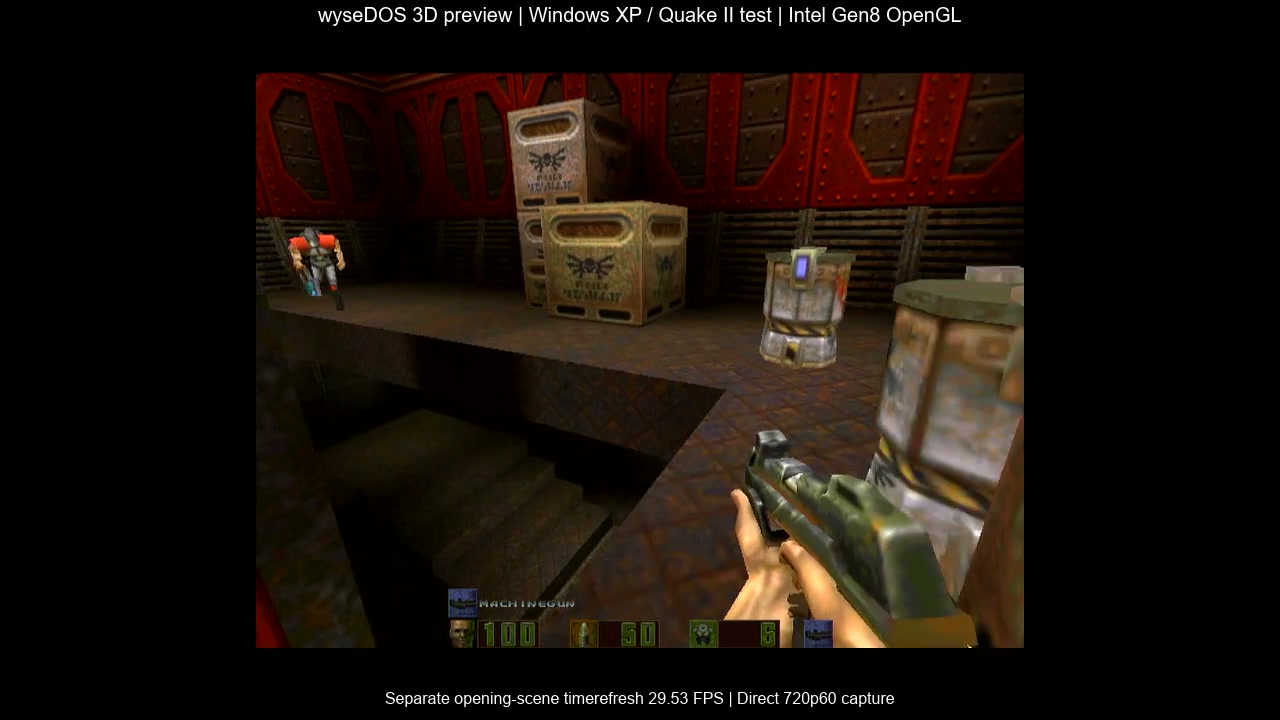 wyseDOS 3D preview | Windows XP / Quake II test | Intel Gen8 OpenGL
MACHINEGUN
100 50 6
Separate opening-scene timerefresh 29.53 FPS | Direct 720p60 capture